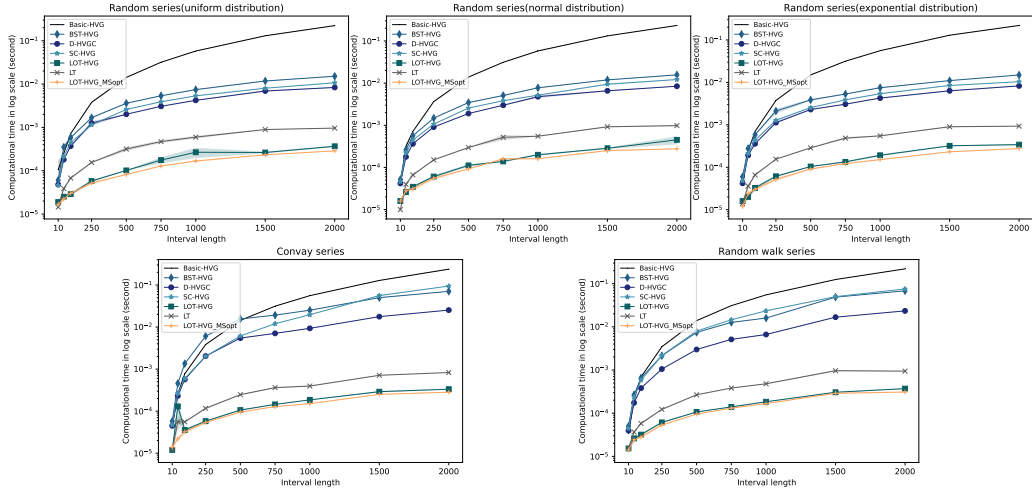 Random series(uniform distribution)
Computational time in log scale (second)
10⁻¹
10⁻²
10⁻³
10⁻⁴
10⁻⁵
Basic-HVG
BST-HVG
D-HVGC
SC-HVG
LOT-HVG
LT
LOT-HVG_MSopt
10 250 500 750 1000 1500 2000
Interval length
Random series(normal distribution)
Computational time in log scale (second)
10⁻¹
10⁻²
10⁻³
10⁻⁴
10⁻⁵
Basic-HVG
BST-HVG
D-HVGC
SC-HVG
LOT-HVG
LT
LOT-HVG_MSopt
10 250 500 750 1000 1500 2000
Interval length
Random series(exponential distribution)
Computational time in log scale (second)
10⁻¹
10⁻²
10⁻³
10⁻⁴
10⁻⁵
Basic-HVG
BST-HVG
D-HVGC
SC-HVG
LOT-HVG
LT
LOT-HVG_MSopt
10 250 500 750 1000 1500 2000
Interval length
Convay series
Computational time in log scale (second)
10⁻¹
10⁻²
10⁻³
10⁻⁴
10⁻⁵
Basic-HVG
BST-HVG
D-HVGC
SC-HVG
LOT-HVG
LT
LOT-HVG_MSopt
10 250 500 750 1000 1500 2000
Interval length
Random walk series
Computational time in log scale (second)
10⁻¹
10⁻²
10⁻³
10⁻⁴
10⁻⁵
Basic-HVG
BST-HVG
D-HVGC
SC-HVG
LOT-HVG
LT
LOT-HVG_MSopt
10 250 500 750 1000 1500 2000
Interval length